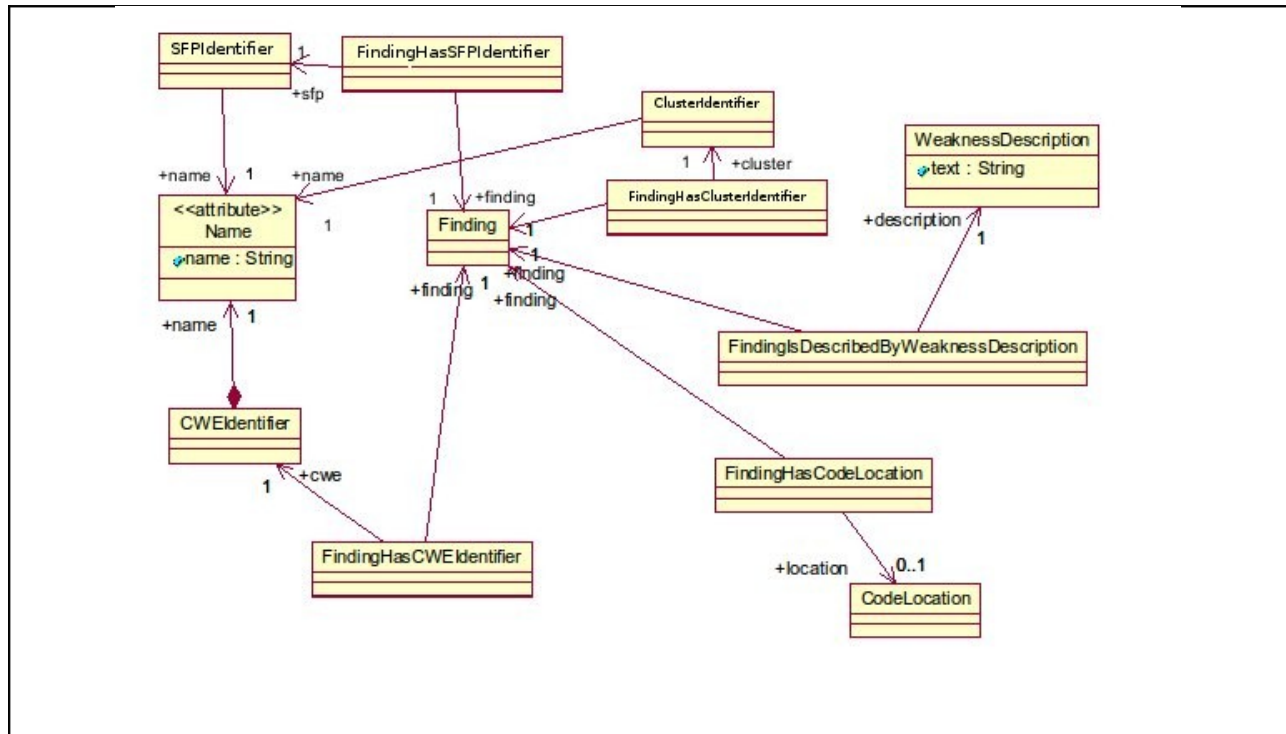 SFPIdentifier
FindingHasSFPIdentifier
1
+sfp
ClusterIdentifier
WeaknessDescription
text : String
1
+cluster
+name
1
+name
1
FindingHasClusterIdentifier
1
+finding
<<attribute>>
Name
name : String
Finding
1
+description
1
1
+finding
+finding
1
+finding
+name
1
FindingIsDescribedByWeaknessDescription
CWEIdentifier
+cwe
1
FindingHasCodeLocation
FindingHasCWEIdentifier
+location
0..1
CodeLocation